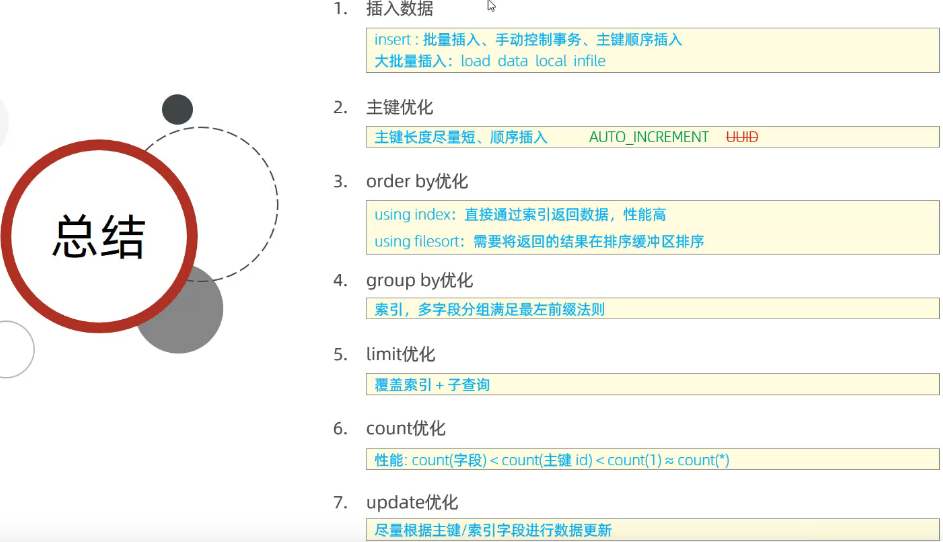 总结
1. 插入数据
insert : 批量插入、手动控制事务、主键顺序插入
大批量插入：load data local infile
2. 主键优化
主键长度尽量短、顺序插入 AUTO_INCREMENT UUID
3. order by优化
using index：直接通过索引返回数据，性能高
using filesort：需要将返回的结果在排序缓冲区排序
4. group by优化
索引，多字段分组满足最左前缀法则
5. limit优化
覆盖索引 + 子查询
6. count优化
性能: count(字段) < count(主键 id) < count(1) ≈ count(*)
7. update优化
尽量根据主键/索引字段进行数据更新